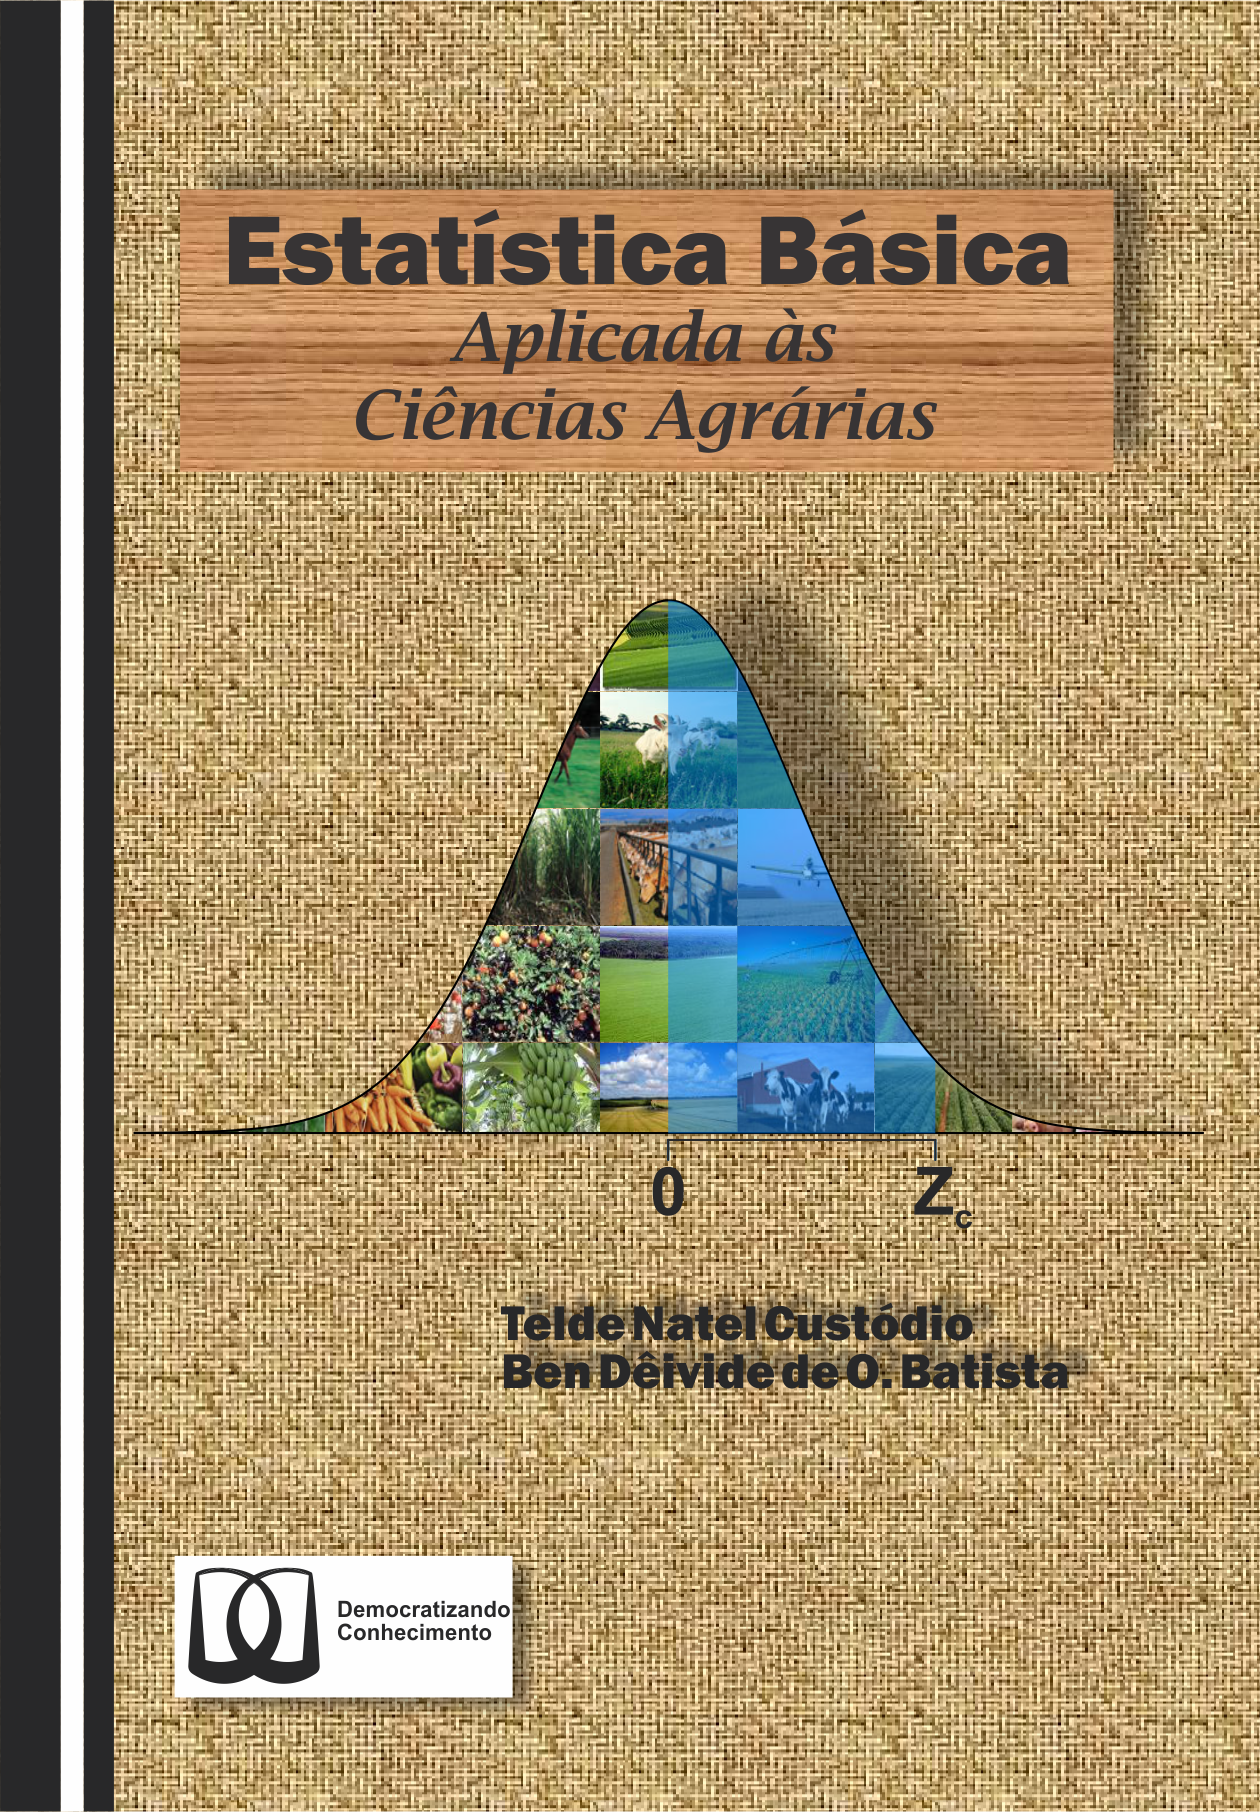 Estatística Básica
Aplicada às
Ciências Agrárias
0 Zc
Telde Natel Custódio
Ben Dêivide de O. Batista
Democratizando
Conhecimento